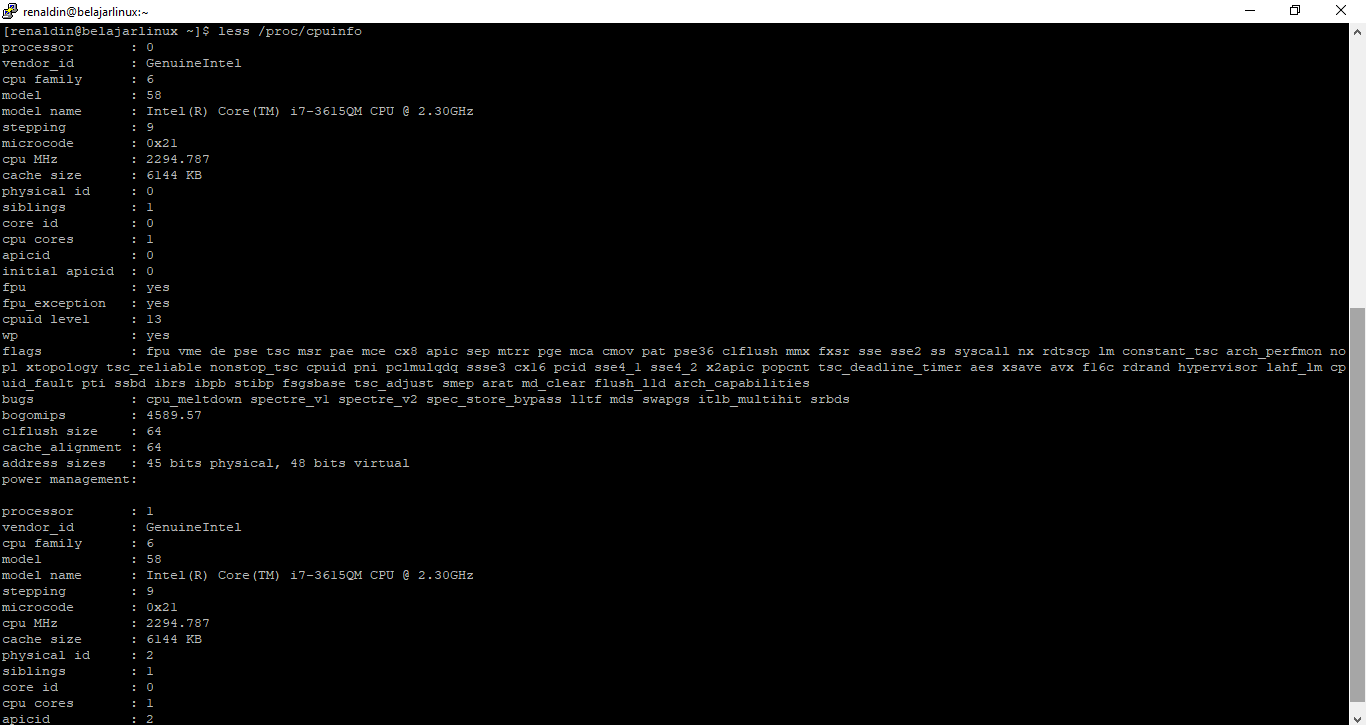 renaldin@belajarlinux:~
[renaldin@belajarlinux ~]$ less /proc/cpuinfo
processor       : 0
vendor_id       : GenuineIntel
cpu family      : 6
model           : 58
model name      : Intel(R) Core(TM) i7-3615QM CPU @ 2.30GHz
stepping        : 9
microcode       : 0x21
cpu MHz         : 2294.787
cache size      : 6144 KB
physical id     : 0
siblings        : 1
core id         : 0
cpu cores       : 1
apicid          : 0
initial apicid  : 0
fpu             : yes
fpu_exception   : yes
cpuid level     : 13
wp              : yes
flags           : fpu vme de pse tsc msr pae mce cx8 apic sep mtrr pge mca cmov pat pse36 clflush mmx fxsr sse sse2 ss syscall nx rdtscp lm constant_tsc arch_perfmon no
pl xtopology tsc_reliable nonstop_tsc cpuid pni pclmulqdq ssse3 cx16 pcid sse4_1 sse4_2 x2apic popcnt tsc_deadline_timer aes xsave avx f16c rdrand hypervisor lahf_lm cp
uid_fault pti ssbd ibrs ibpb stibp fsgsbase tsc_adjust smep arat md_clear flush_l1d arch_capabilities
bugs            : cpu_meltdown spectre_v1 spectre_v2 spec_store_bypass l1tf mds swapgs itlb_multihit srbds
bogomips        : 4589.57
clflush size    : 64
cache_alignment : 64
address sizes   : 45 bits physical, 48 bits virtual
power management:
processor       : 1
vendor_id       : GenuineIntel
cpu family      : 6
model           : 58
model name      : Intel(R) Core(TM) i7-3615QM CPU @ 2.30GHz
stepping        : 9
microcode       : 0x21
cpu MHz         : 2294.787
cache size      : 6144 KB
physical id     : 2
siblings        : 1
core id         : 0
cpu cores       : 1
apicid          : 2